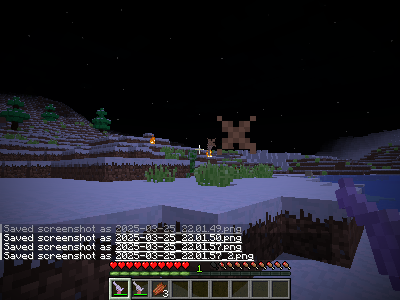 Saved screenshot as 2025-03-25_22.01.49.png
Saved screenshot as 2025-03-25_22.01.50.png
Saved screenshot as 2025-03-25_22.01.57.png
Saved screenshot as 2025-03-25_22.01.57_2.png
1
3